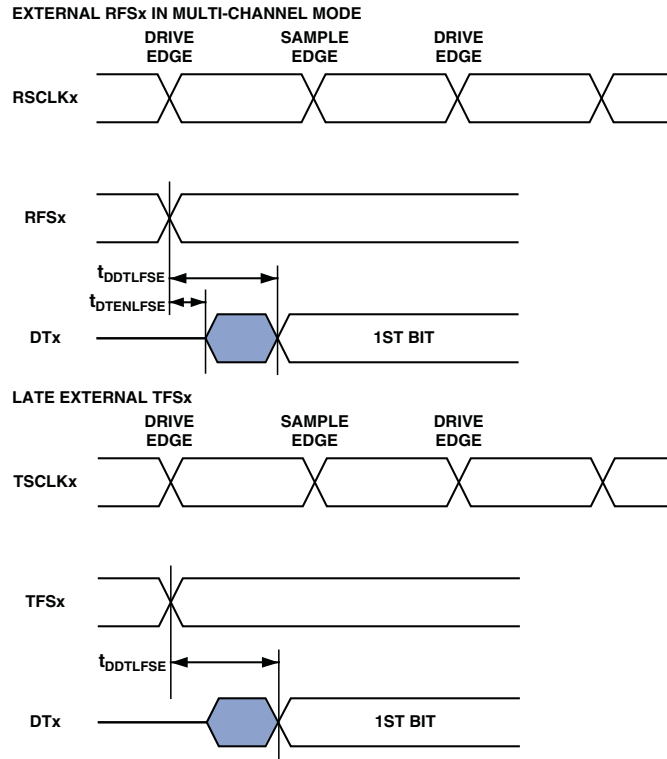 EXTERNAL RFSx IN MULTI-CHANNEL MODE
DRIVE EDGE
SAMPLE EDGE
DRIVE EDGE
RSCLKx
RFSx
tDDTLFSE
tDTENLFSE
DTx
1ST BIT
LATE EXTERNAL TFSx
DRIVE EDGE
SAMPLE EDGE
DRIVE EDGE
TSCLKx
TFSx
tDDTLFSE
DTx
1ST BIT